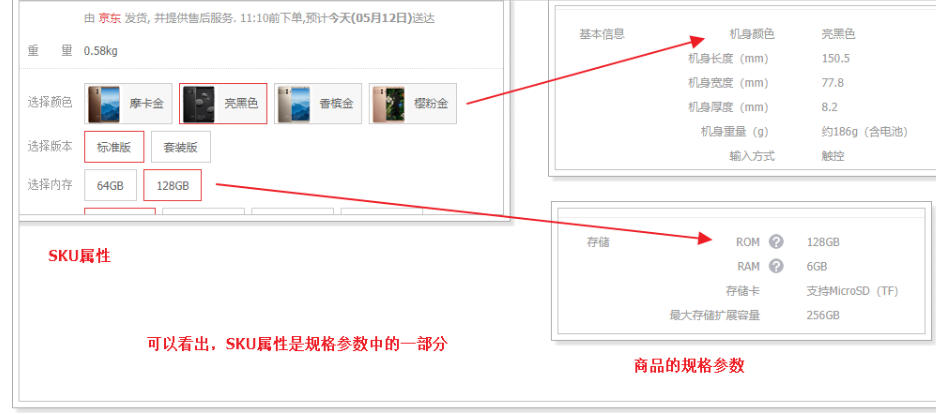 由 京东 发货, 并提供售后服务. 11:10前下单,预计今天(05月12日)送达
重 量 0.58kg
选择颜色 摩卡金 亮黑色 香槟金 樱粉金
选择版本 标准版 套装版
选择内存 64GB 128GB
SKU属性
可以看出，SKU属性是规格参数中的一部分
基本信息 机身颜色 亮黑色
机身长度（mm） 150.5
机身宽度（mm） 77.8
机身厚度（mm） 8.2
机身重量（g） 约186g（含电池）
输入方式 触控
存储 ROM ? 128GB
RAM ? 6GB
存储卡 支持MicroSD（TF）
最大存储扩展容量 256GB
商品的规格参数